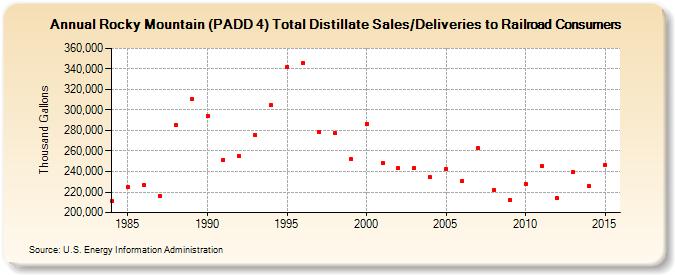 Annual Rocky Mountain (PADD 4) Total Distillate Sales/Deliveries to Railroad Consumers
Thousand Gallons
360,000
340,000
320,000
300,000
280,000
260,000
240,000
220,000
200,000
1985 1990 1995 2000 2005 2010 2015
Source: U.S. Energy Information Administration